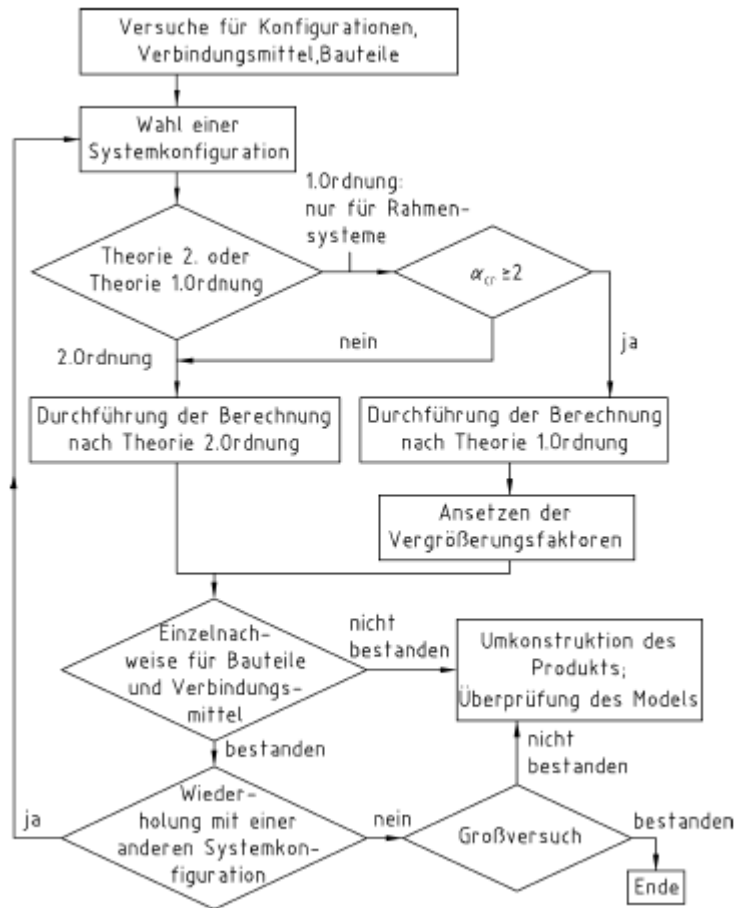 Versuche für Konfigurationen,
Verbindungsmittel,Bauteile
Wahl einer
Systemkonfiguration
1.Ordnung:
nur für Rahmen-
systeme
Theorie 2. oder
Theorie 1.Ordnung
α_cr ≥2
nein
ja
2.Ordnung
Durchführung der Berechnung
nach Theorie 2.Ordnung
Durchführung der Berechnung
nach Theorie 1.Ordnung
Ansetzen der
Vergrößerungsfaktoren
Einzelnach-
weise für Bauteile
und Verbindungs-
mittel
nicht
bestanden
Umkonstruktion des
Produkts;
Überprüfung des Models
bestanden
nicht
bestanden
Wieder-
holung mit einer
anderen Systemkon-
figuration
ja
nein
Großversuch
bestanden
Ende